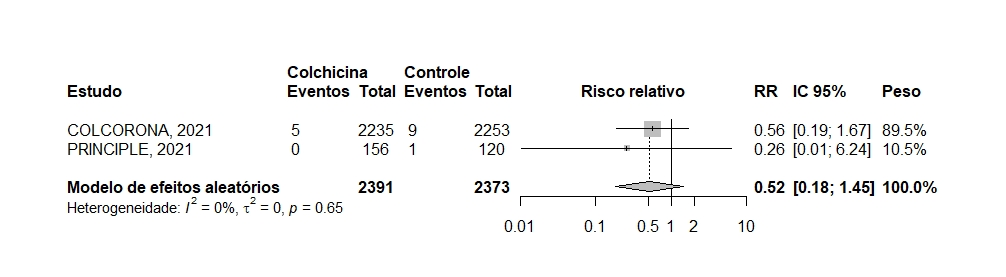 Colchicina Controle
Estudo Eventos Total Eventos Total Risco relativo RR IC 95% Peso
COLCORONA, 2021 5 2235 9 2253 0.56 [0.19; 1.67] 89.5%
PRINCIPLE, 2021 0 156 1 120 0.26 [0.01; 6.24] 10.5%
Modelo de efeitos aleatórios 2391 2373 0.52 [0.18; 1.45] 100.0%
Heterogeneidade: I² = 0%, τ² = 0, p = 0.65
0.01 0.1 0.5 1 2 10